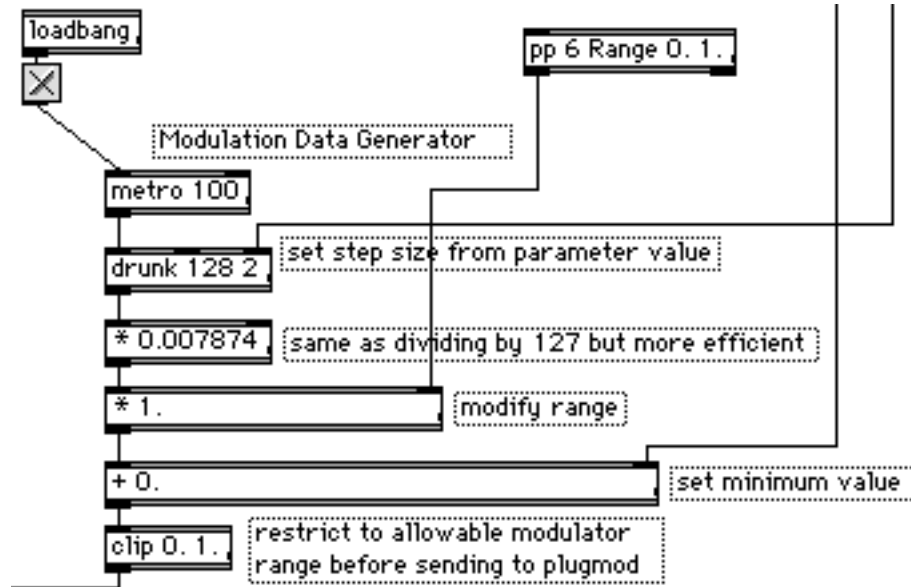 loadbang
pp 6 Range 0. 1.
Modulation Data Generator
metro 100
set step size from parameter value
drunk 128 2
* 0.007874
same as dividing by 127 but more efficient
* 1.
modify range
+ 0.
set minimum value
clip 0. 1.
restrict to allowable modulator
range before sending to plugmod